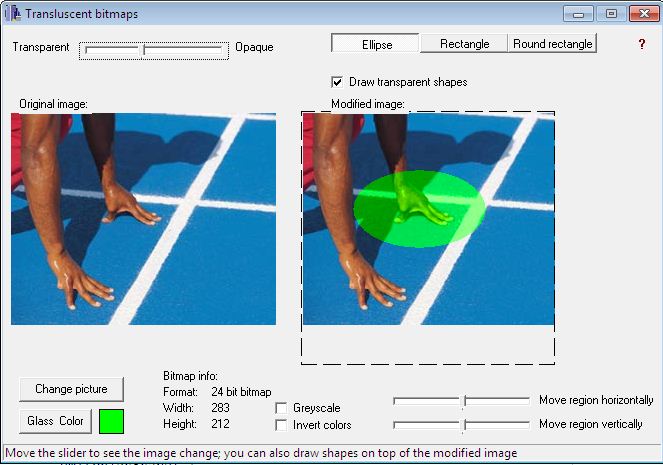 Transluscent bitmaps
Transparent
Opaque
Ellipse
Rectangle
Round rectangle
?
Draw transparent shapes
Original image:
Modified image:
Change picture
Glass Color
Bitmap info:
Format: 24 bit bitmap
Width: 283
Height: 212
Greyscale
Invert colors
Move region horizontally
Move region vertically
Move the slider to see the image change; you can also draw shapes on top of the modified image